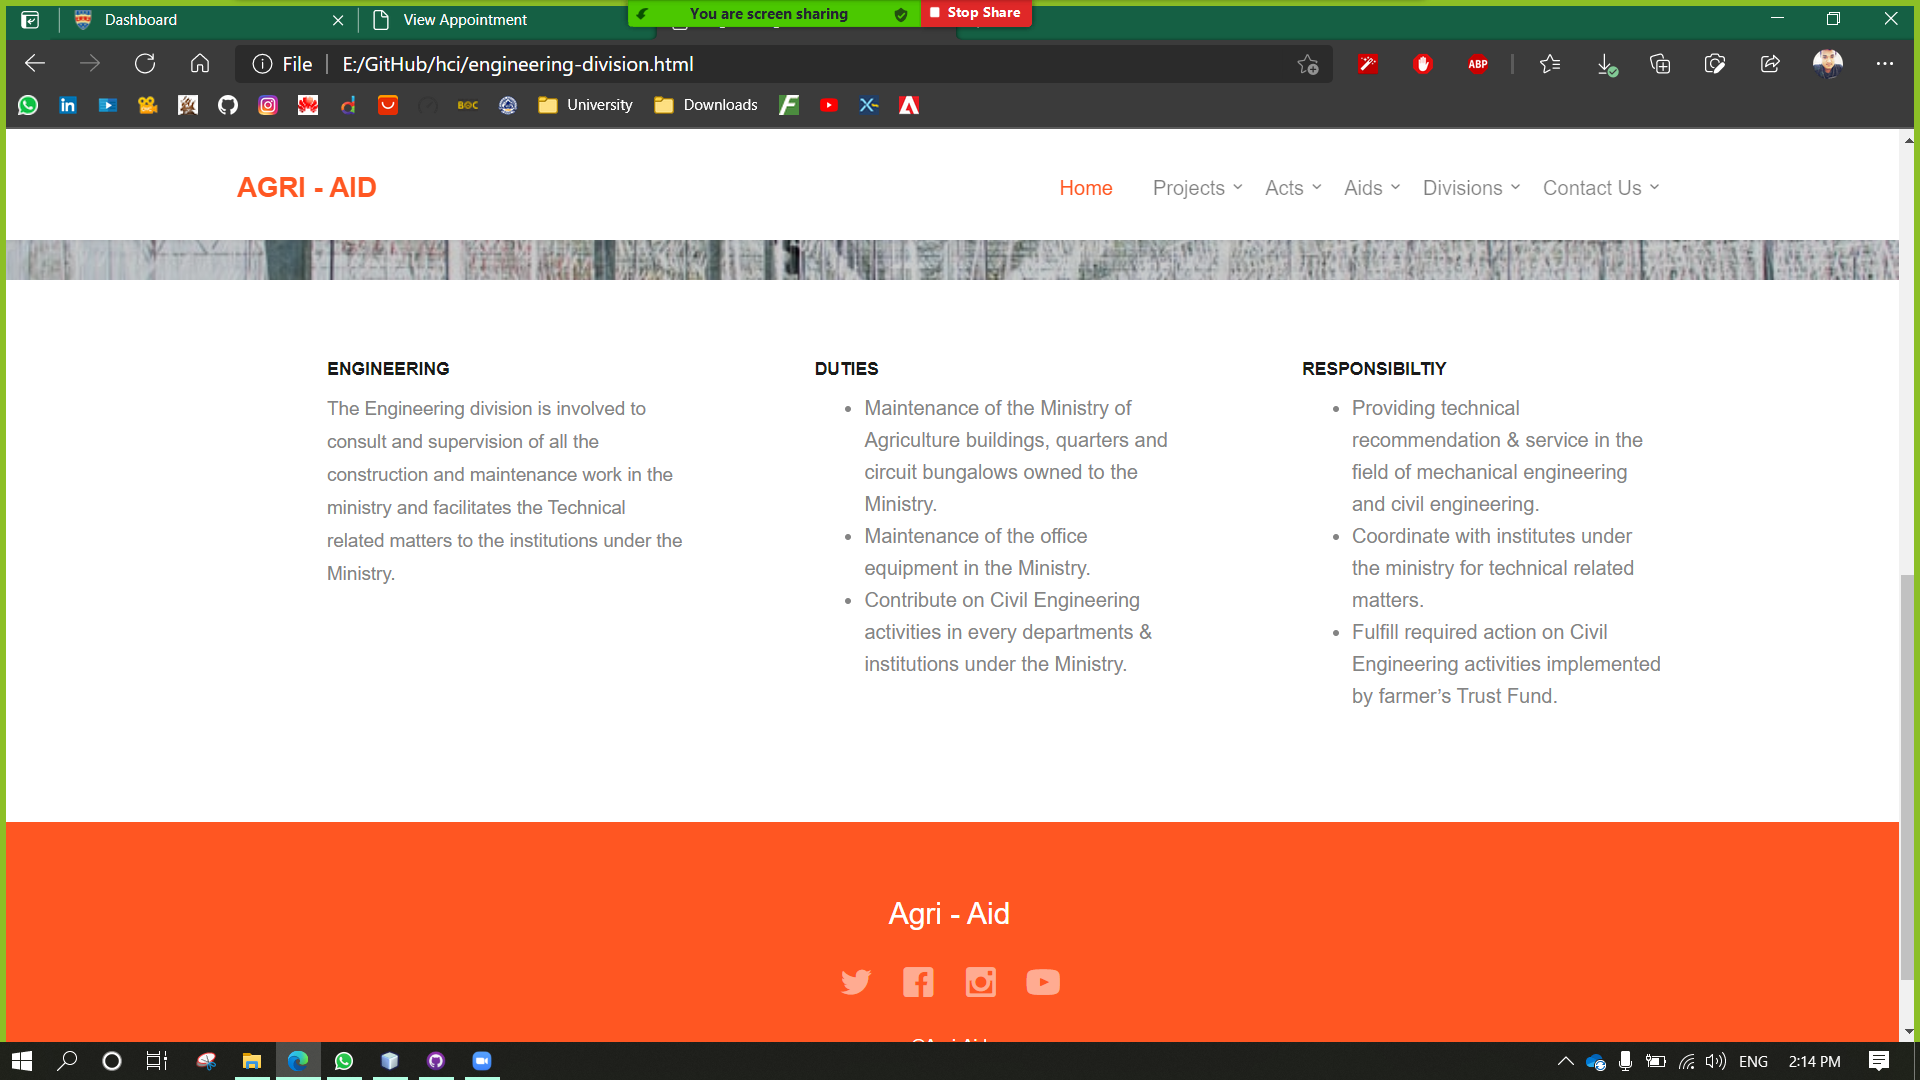 Dashboard
View Appointment
You are screen sharing
Stop Share
File
E:/GitHub/hci/engineering-division.html
ABP
BOC
University
Downloads
AGRI - AID
Home
Projects
Acts
Aids
Divisions
Contact Us
ENGINEERING
The Engineering division is involved to
consult and supervision of all the
construction and maintenance work in the
ministry and facilitates the Technical
related matters to the institutions under the
Ministry.
DUTIES
• Maintenance of the Ministry of
Agriculture buildings, quarters and
circuit bungalows owned to the
Ministry.
• Maintenance of the office
equipment in the Ministry.
• Contribute on Civil Engineering
activities in every departments &
institutions under the Ministry.
RESPONSIBILTIY
• Providing technical
recommendation & service in the
field of mechanical engineering
and civil engineering.
• Coordinate with institutes under
the ministry for technical related
matters.
• Fulfill required action on Civil
Engineering activities implemented
by farmer’s Trust Fund.
Agri - Aid
ENG
2:14 PM